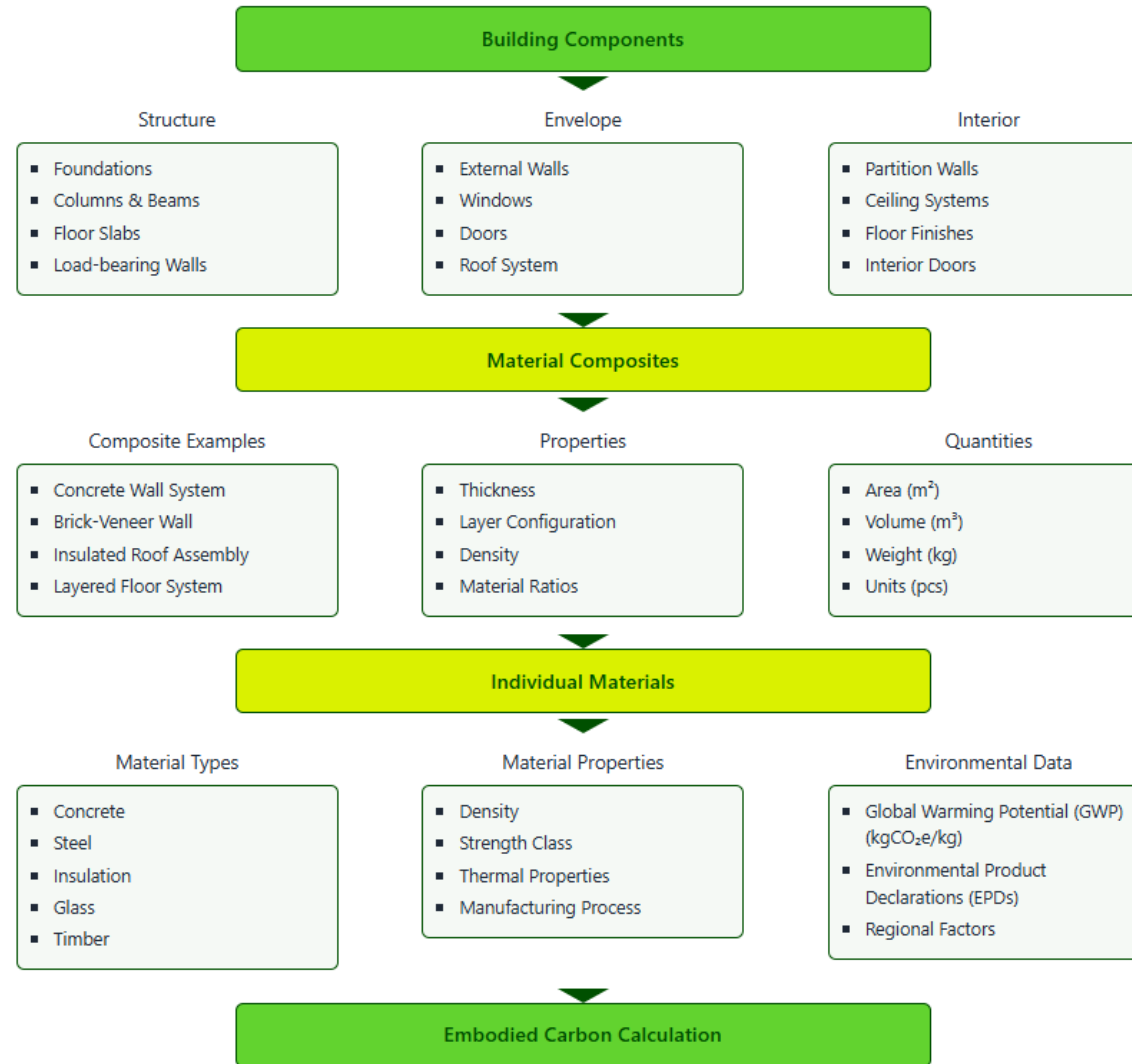 Building Components
Structure
Foundations
Columns & Beams
Floor Slabs
Load-bearing Walls
Envelope
External Walls
Windows
Doors
Roof System
Interior
Partition Walls
Ceiling Systems
Floor Finishes
Interior Doors
Material Composites
Composite Examples
Concrete Wall System
Brick-Veneer Wall
Insulated Roof Assembly
Layered Floor System
Properties
Thickness
Layer Configuration
Density
Material Ratios
Quantities
Area (m²)
Volume (m³)
Weight (kg)
Units (pcs)
Individual Materials
Material Types
Concrete
Steel
Insulation
Glass
Timber
Material Properties
Density
Strength Class
Thermal Properties
Manufacturing Process
Environmental Data
Global Warming Potential (GWP)
(kgCO₂e/kg)
Environmental Product
Declarations (EPDs)
Regional Factors
Embodied Carbon Calculation